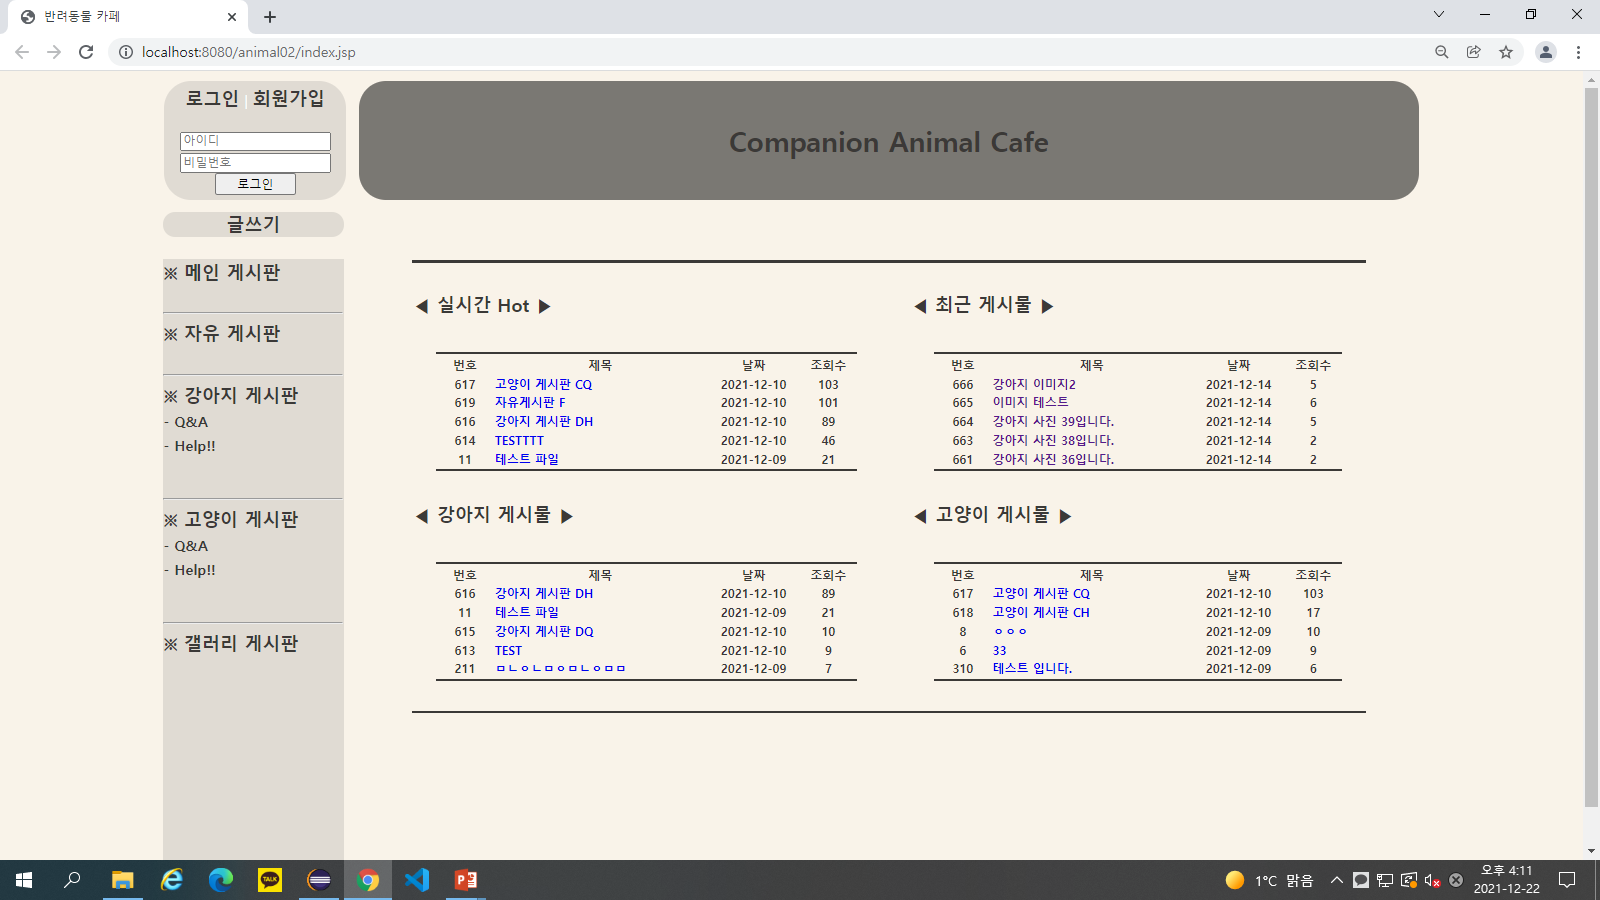 반려동물 카페
localhost:8080/animal02/index.jsp
로그인 | 회원가입
아이디
비밀번호
로그인
글쓰기
Companion Animal Cafe
※ 메인 게시판
※ 자유 게시판
※ 강아지 게시판
- Q&A
- Help!!
※ 고양이 게시판
- Q&A
- Help!!
※ 갤러리 게시판
◀ 실시간 Hot ▶
번호 제목 날짜 조회수
617 고양이 게시판 CQ 2021-12-10 103
619 자유게시판 F 2021-12-10 101
616 강아지 게시판 DH 2021-12-10 89
614 TESTTTT 2021-12-10 46
11 테스트 파일 2021-12-09 21
◀ 최근 게시물 ▶
번호 제목 날짜 조회수
666 강아지 이미지2 2021-12-14 5
665 이미지 테스트 2021-12-14 6
664 강아지 사진 39입니다. 2021-12-14 5
663 강아지 사진 38입니다. 2021-12-14 2
661 강아지 사진 36입니다. 2021-12-14 2
◀ 강아지 게시물 ▶
번호 제목 날짜 조회수
616 강아지 게시판 DH 2021-12-10 89
11 테스트 파일 2021-12-09 21
615 강아지 게시판 DQ 2021-12-10 10
613 TEST 2021-12-10 9
211 ㅁㄴㅇㄴㅁㅇㅁㄴㅇㅁㅁ 2021-12-09 7
◀ 고양이 게시물 ▶
번호 제목 날짜 조회수
617 고양이 게시판 CQ 2021-12-10 103
618 고양이 게시판 CH 2021-12-10 17
8 ㅇㅇㅇ 2021-12-09 10
6 33 2021-12-09 9
310 테스트 입니다. 2021-12-09 6
TALK
1°C 맑음
오후 4:11
2021-12-22